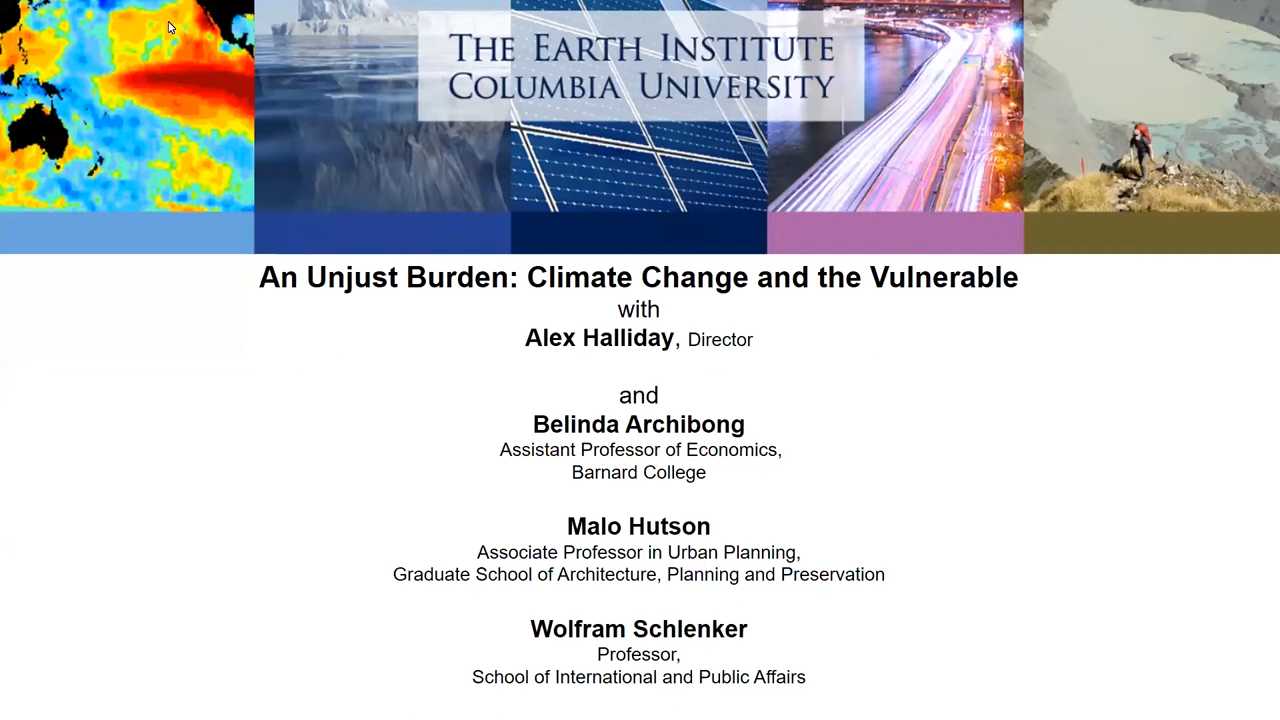 THE EARTH INSTITUTE
COLUMBIA UNIVERSITY
An Unjust Burden: Climate Change and the Vulnerable
with
Alex Halliday, Director
and
Belinda Archibong
Assistant Professor of Economics,
Barnard College
Malo Hutson
Associate Professor in Urban Planning,
Graduate School of Architecture, Planning and Preservation
Wolfram Schlenker
Professor,
School of International and Public Affairs